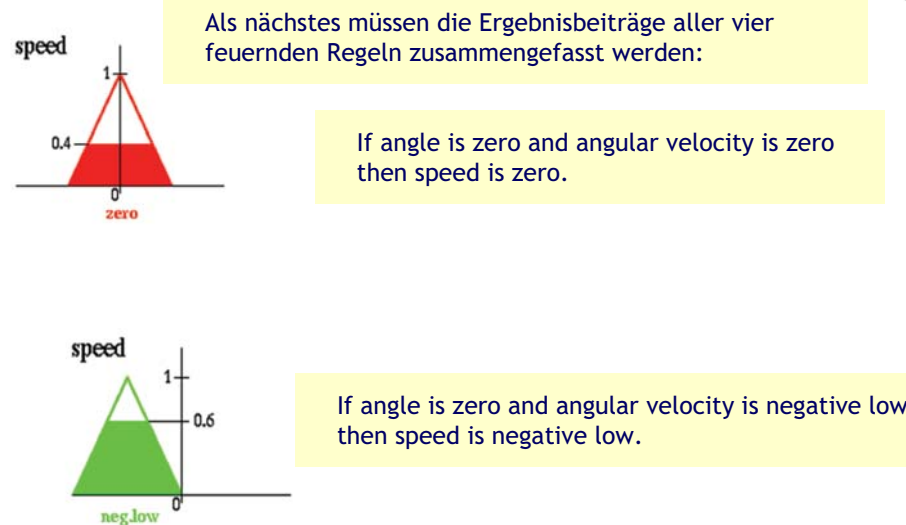 Als nächstes müssen die Ergebnisbeiträge aller vier
feuernden Regeln zusammengefasst werden:
speed
1
0.4
0
zero
If angle is zero and angular velocity is zero
then speed is zero.
speed
1
0.6
0
neg.low
If angle is zero and angular velocity is negative low
then speed is negative low.